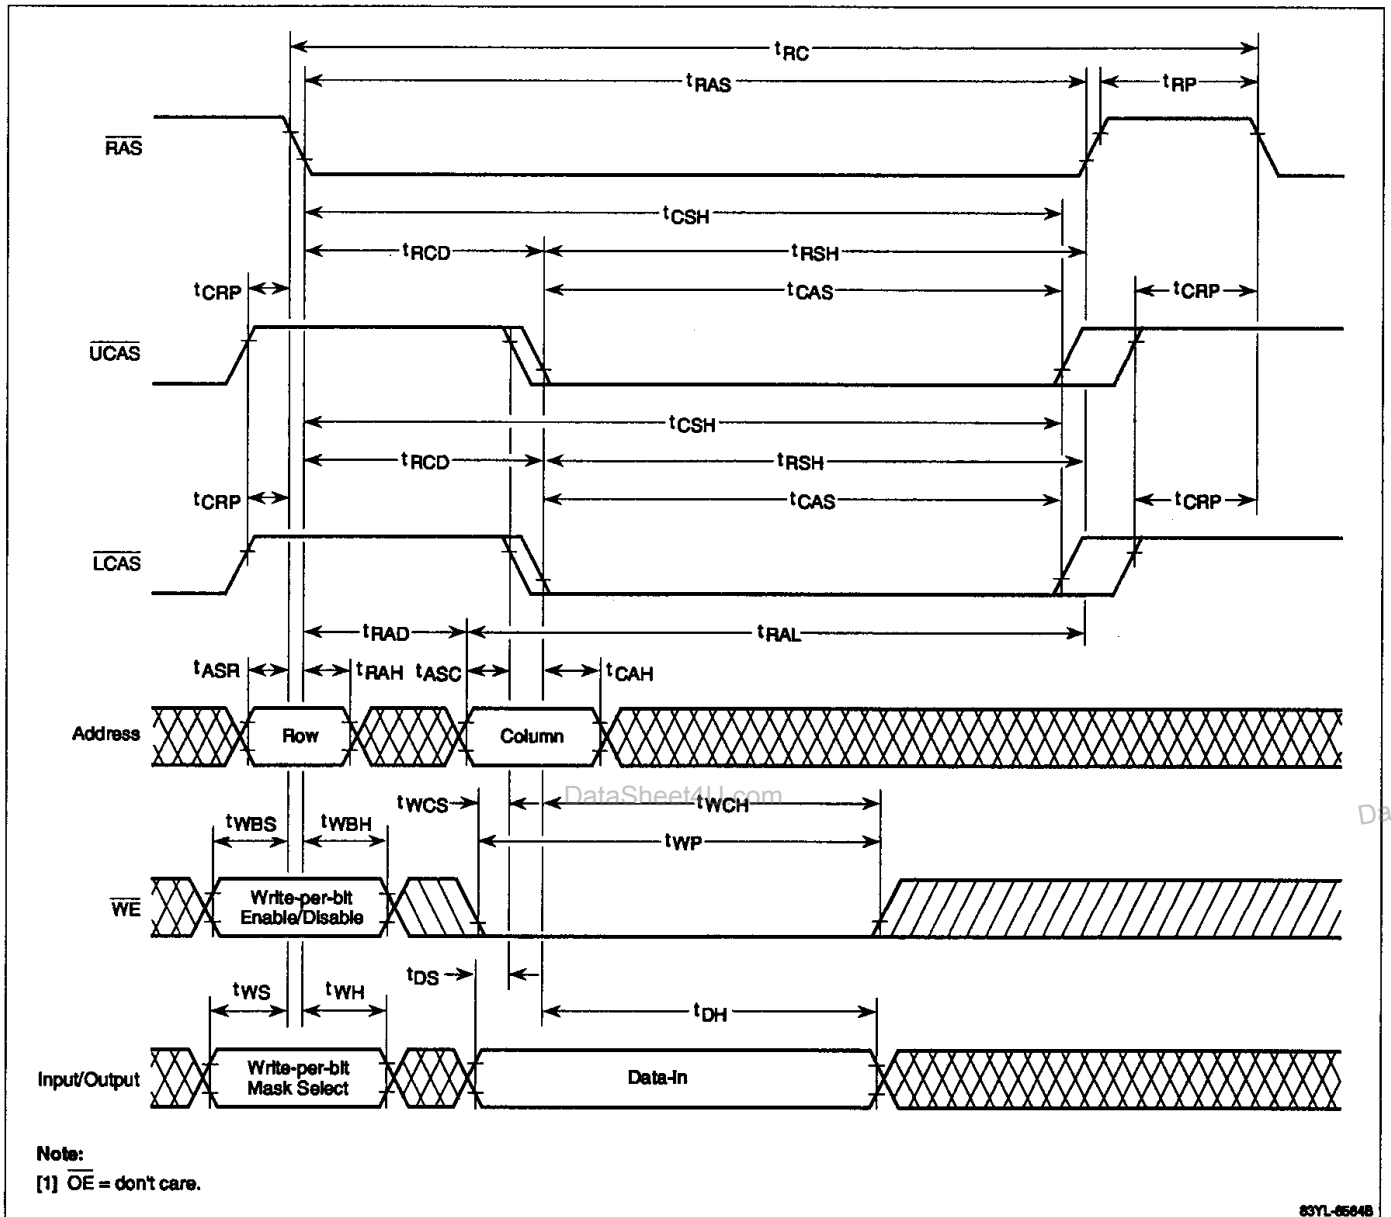 tRC
tRAS
tRP
RAS
tCSH
tRCD
tRSH
tCRP
tCAS
tCRP
UCAS
tCSH
tRCD
tRSH
tCRP
tCAS
tCRP
LCAS
tRAD
tRAL
tASR
tRAH
tASC
tCAH
Address
Row
Column
DataSheet4U.com
Da
tWCS
tWCH
tWBS
tWBH
tWP
WE
Write-per-bit
Enable/Disable
tDS
tWS
tWH
tDH
Input/Output
Write-per-bit
Mask Select
Data-In
Note:
[1] OE = don't care.
83YL-6564B